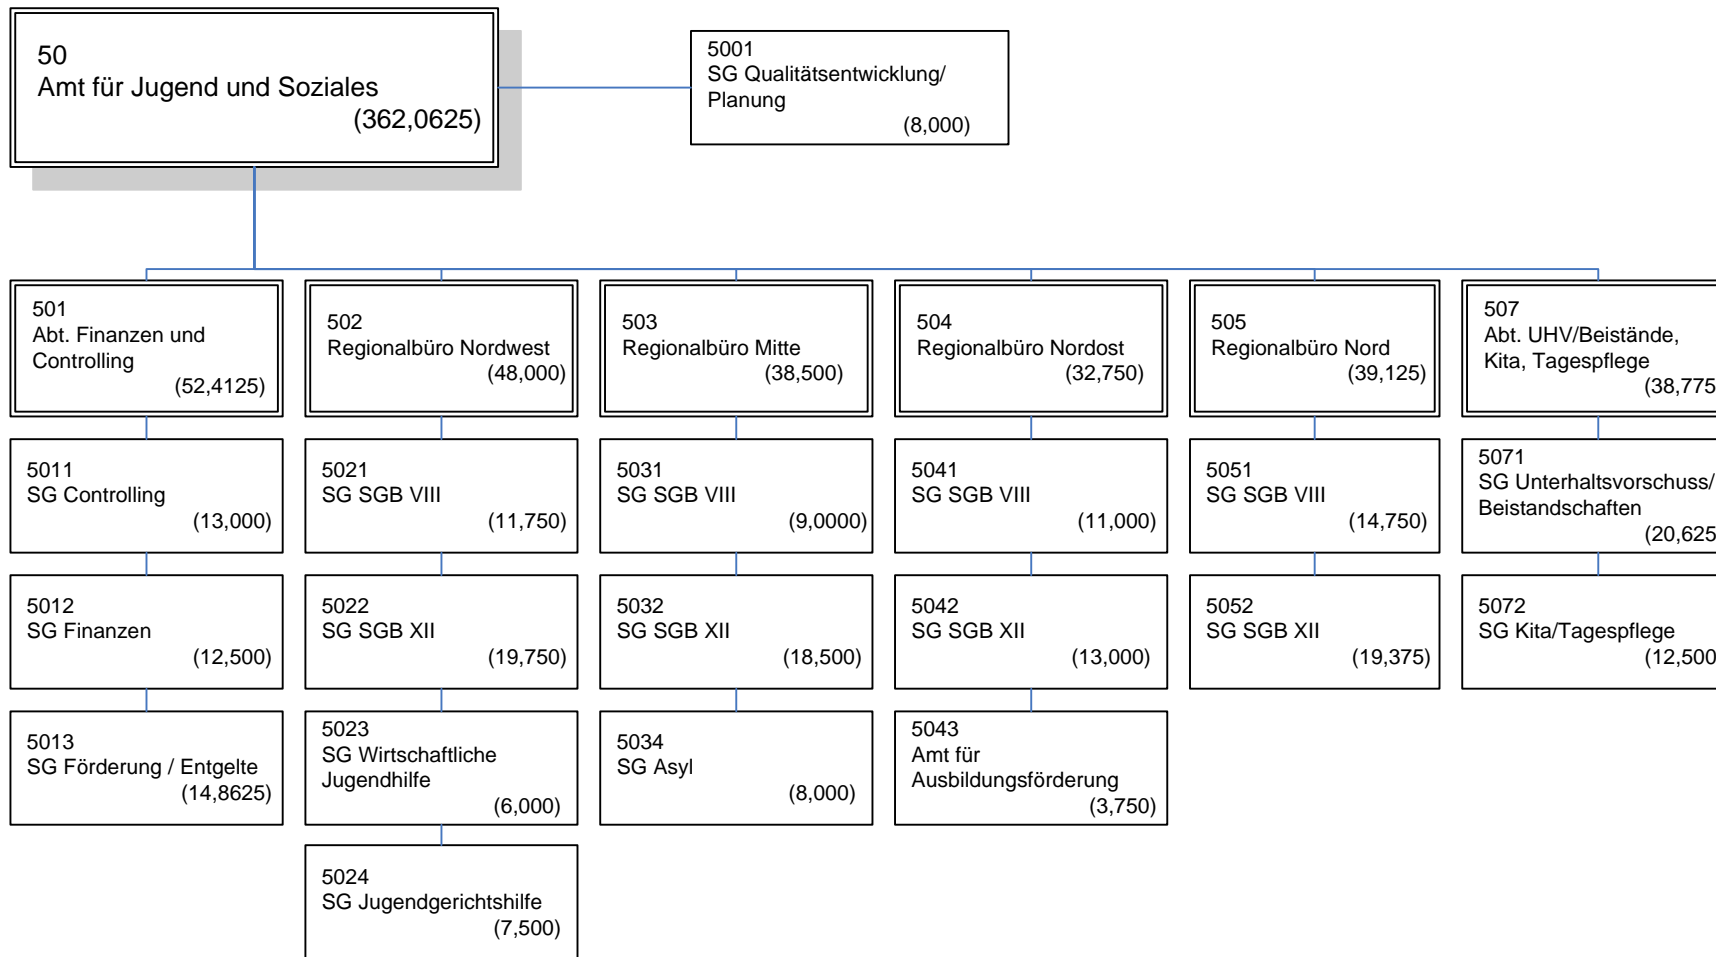 50
Amt für Jugend und Soziales
(362,0625)
5001
SG Qualitätsentwicklung/
Planung
(8,000)
501
Abt. Finanzen und
Controlling
(52,4125)
502
Regionalbüro Nordwest
(48,000)
503
Regionalbüro Mitte
(38,500)
504
Regionalbüro Nordost
(32,750)
505
Regionalbüro Nord
(39,125)
507
Abt. UHV/Beistände,
Kita, Tagespflege
(38,775
5011
SG Controlling
(13,000)
5021
SG SGB VIII
(11,750)
5031
SG SGB VIII
(9,0000)
5041
SG SGB VIII
(11,000)
5051
SG SGB VIII
(14,750)
5071
SG Unterhaltsvorschuss/
Beistandschaften
(20,625
5012
SG Finanzen
(12,500)
5022
SG SGB XII
(19,750)
5032
SG SGB XII
(18,500)
5042
SG SGB XII
(13,000)
5052
SG SGB XII
(19,375)
5072
SG Kita/Tagespflege
(12,500
5013
SG Förderung / Entgelte
(14,8625)
5023
SG Wirtschaftliche
Jugendhilfe
(6,000)
5034
SG Asyl
(8,000)
5043
Amt für
Ausbildungsförderung
(3,750)
5024
SG Jugendgerichtshilfe
(7,500)